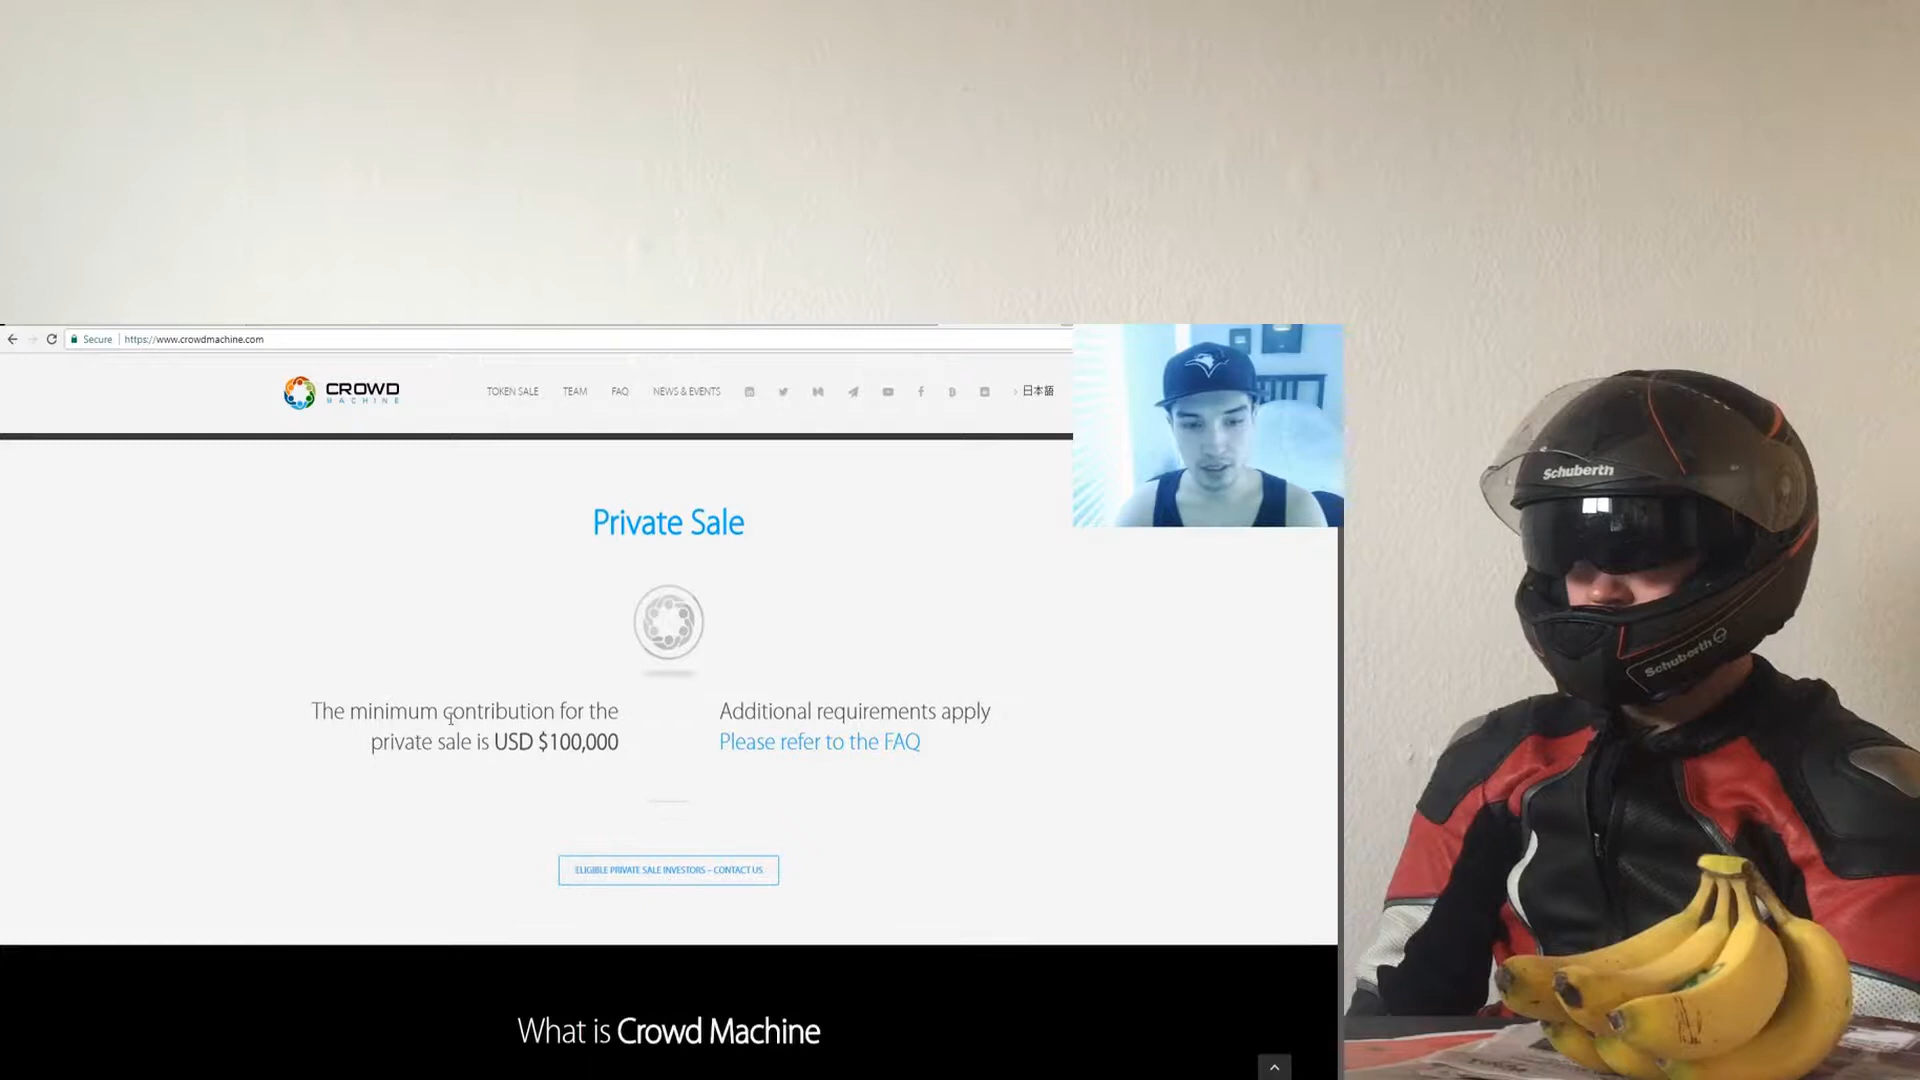 Secure
https://www.crowdmachine.com
CROWD
MACHINE
TOKEN SALE
TEAM
FAQ
NEWS & EVENTS
日本語
Private Sale
The minimum contribution for the
private sale is USD $100,000
Additional requirements apply
Please refer to the FAQ
ELIGIBLE PRIVATE SALE INVESTORS – CONTACT US
What is Crowd Machine
Schuberth
Schuberth